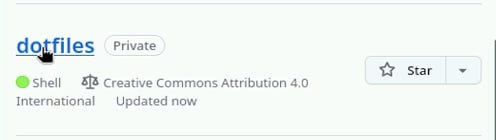 dotfiles Private
Star
Shell Creative Commons Attribution 4.0
International Updated now